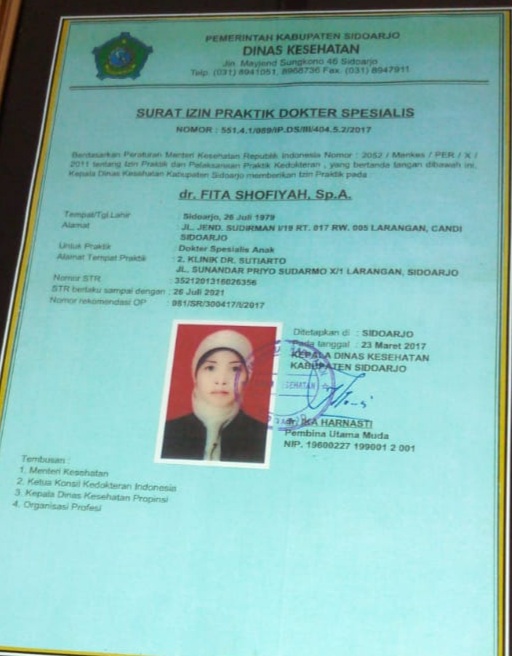 PEMERINTAH KABUPATEN SIDOARJO
DINAS KESEHATAN
Jln. Mayjend Sungkono 46 Sidoarjo
Telp. (031) 8941051, 8966736 Fax. (031) 8947911
SURAT IZIN PRAKTIK DOKTER SPESIALIS
NOMOR : 551.4.1/089/IP.DS/III/404.5.2/2017
Berdasarkan Peraturan Menteri Kesehatan Republik Indonesia Nomor : 2052 / Menkes / PER / X /
2011 tentang Izin Praktik dan Pelaksanaan Praktik Kedokteran , yang bertanda tangan dibawah ini,
Kepala Dinas Kesehatan Kabupaten Sidoarjo memberikan Izin Praktik pada :
dr. FITA SHOFIYAH, Sp.A.
Tempat/Tgl.Lahir : Sidoarjo, 26 Juli 1979
Alamat : JL. JEND. SUDIRMAN I/19 RT. 017 RW. 005 LARANGAN, CANDI
SIDOARJO
Untuk Praktik : Dokter Spesialis Anak
Alamat Tempat Praktik : 2. KLINIK DR. SUTIARTO
JL. SUNANDAR PRIYO SUDARMO X/1 LARANGAN, SIDOARJO
Nomor STR : 3521201316026356
STR berlaku sampai dengan : 26 Juli 2021
Nomor rekomendasi OP : 981/SR/300417/I/2017
Ditetapkan di : SIDOARJO
Pada tanggal : 23 Maret 2017
KEPALA DINAS KESEHATAN
KABUPATEN SIDOARJO
KESEHATAN
IKA HARNASTI
Pembina Utama Muda
NIP. 19600227 199001 2 001
Tembusan :
1. Menteri Kesehatan
2. Ketua Konsil Kedokteran Indonesia
3. Kepala Dinas Kesehatan Propinsi
4. Organisasi Profesi